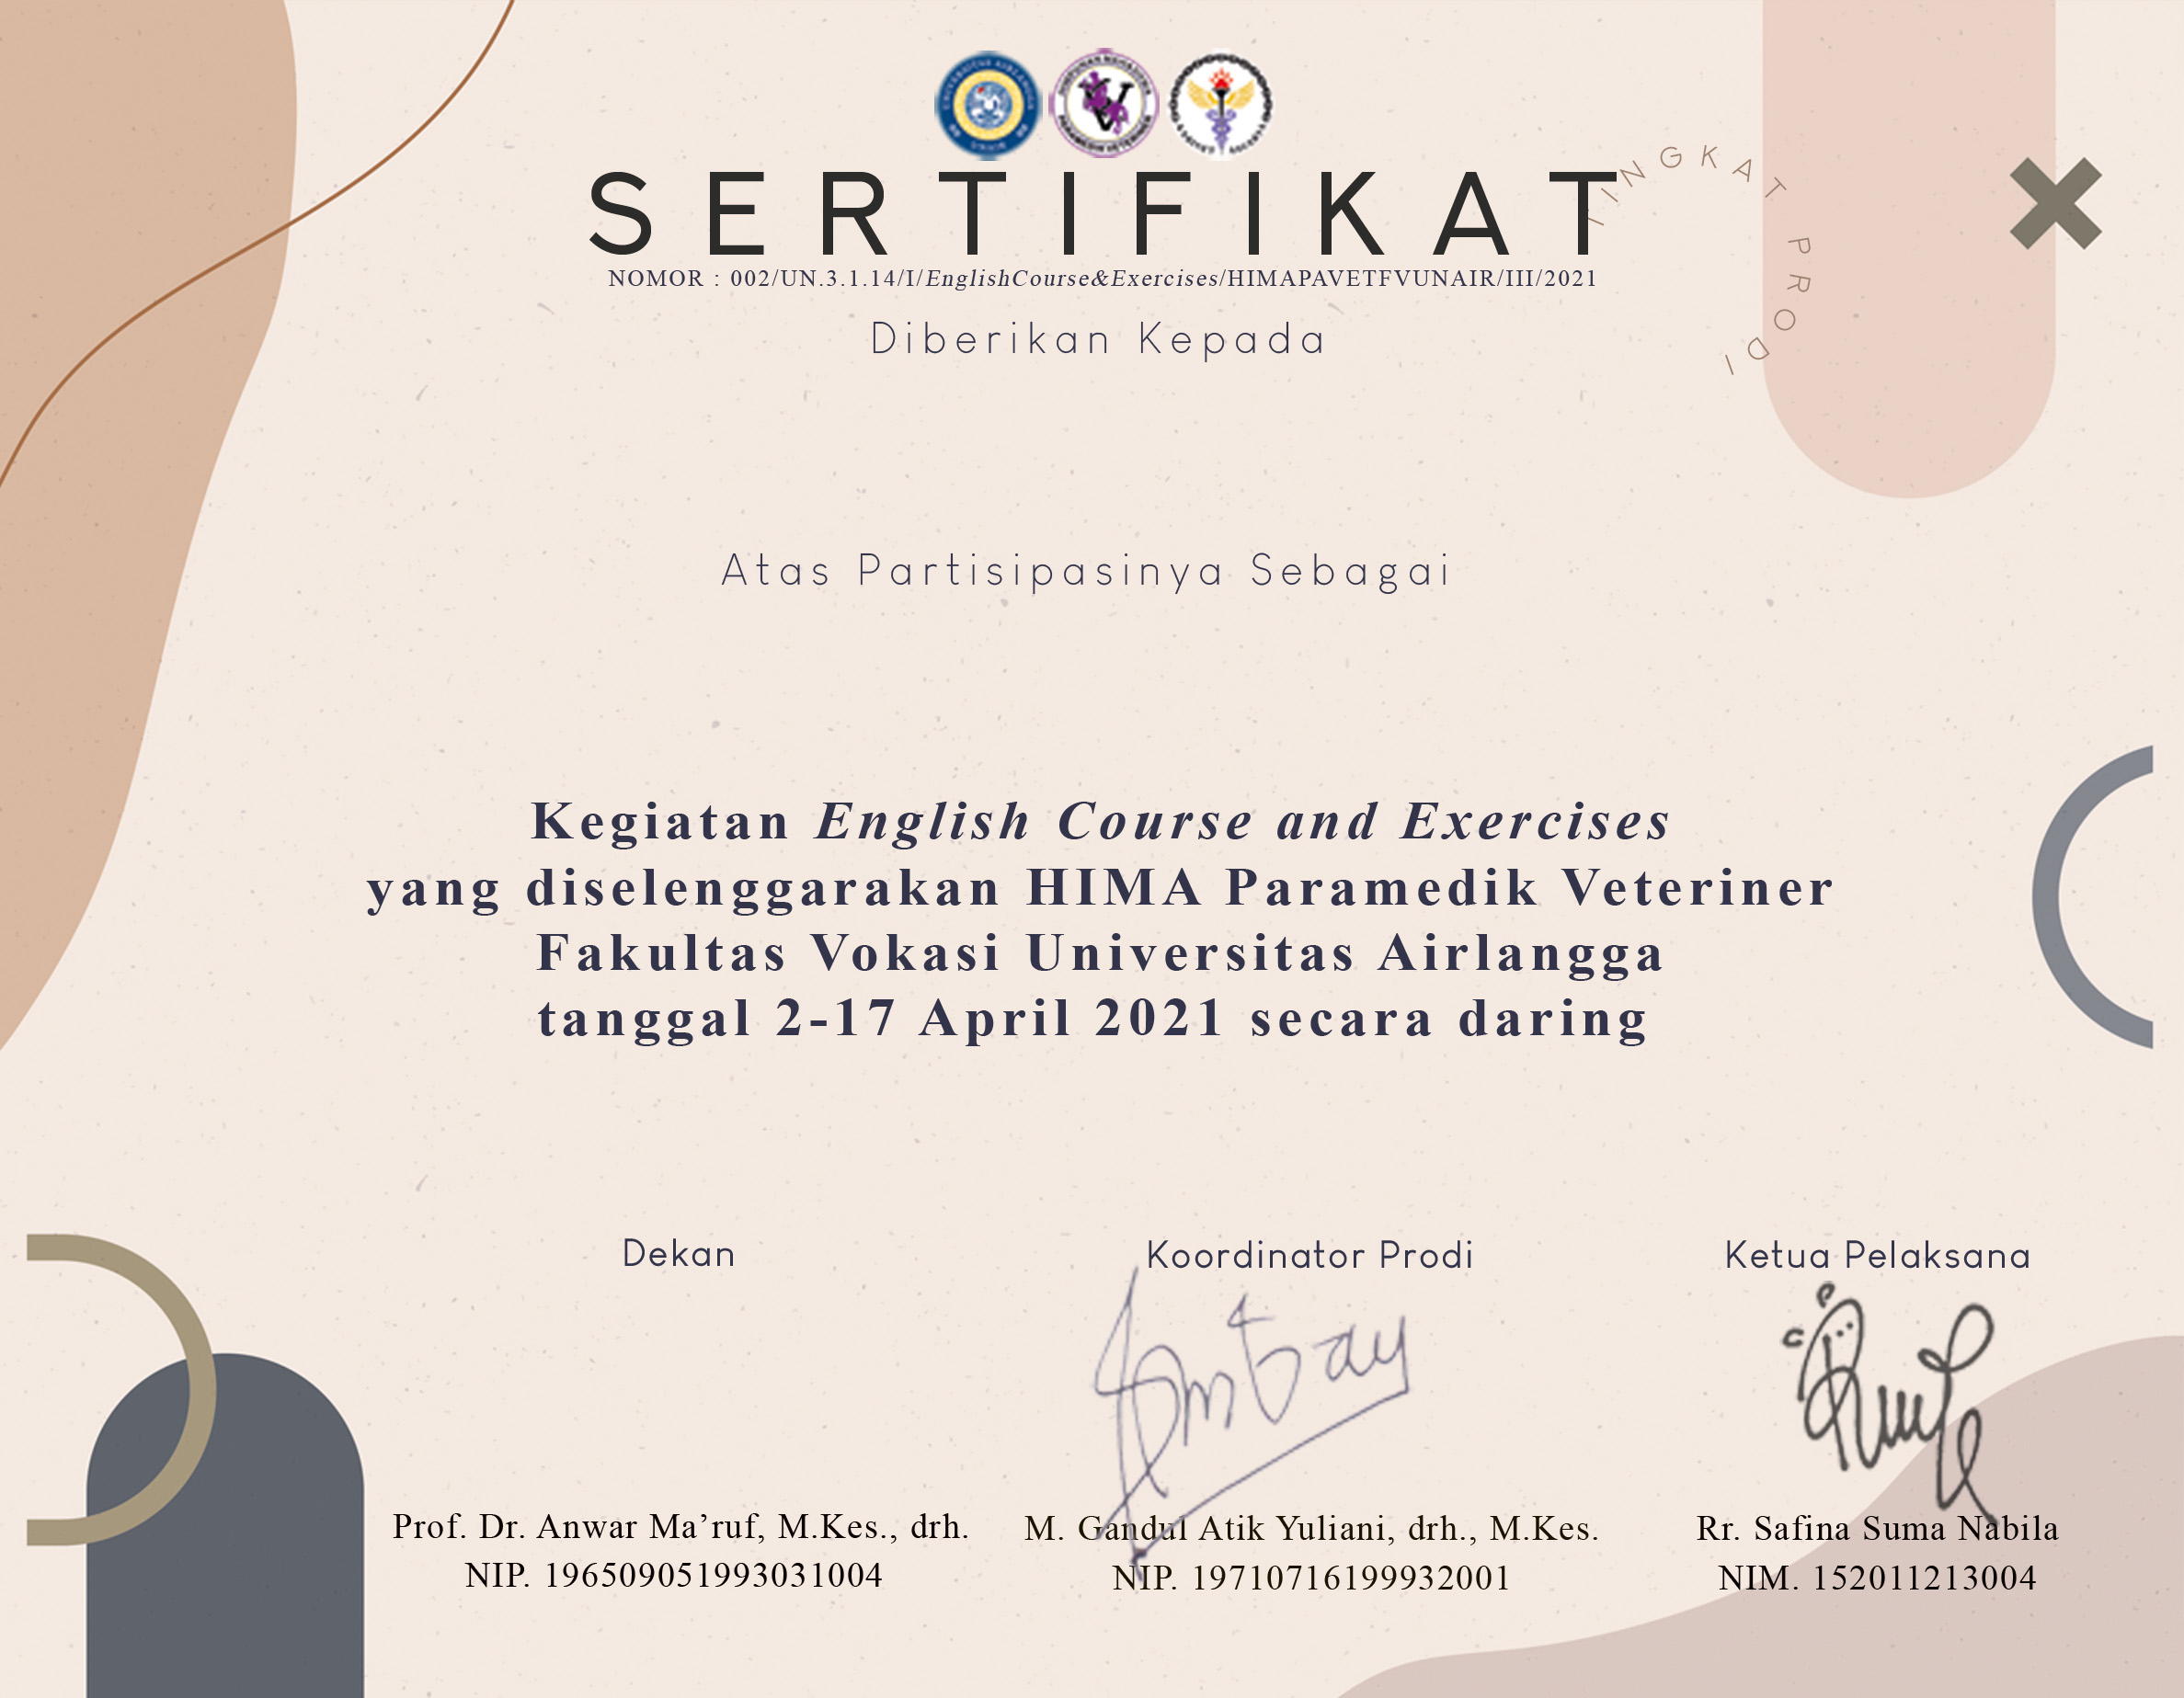 SERTIFIKAT
NOMOR : 002/UN.3.1.14/I/EnglishCourse&Exercises/HIMAPAVETFVUNAIR/III/2021
TINGKAT PRODI
Diberikan Kepada
Atas Partisipasinya Sebagai
Kegiatan English Course and Exercises
yang diselenggarakan HIMA Paramedik Veteriner
Fakultas Vokasi Universitas Airlangga
tanggal 2-17 April 2021 secara daring
Dekan
Koordinator Prodi
Ketua Pelaksana
Prof. Dr. Anwar Ma’ruf, M.Kes., drh.
NIP. 196509051993031004
M. Gandul Atik Yuliani, drh., M.Kes.
NIP. 19710716199932001
Rr. Safina Suma Nabila
NIM. 152011213004